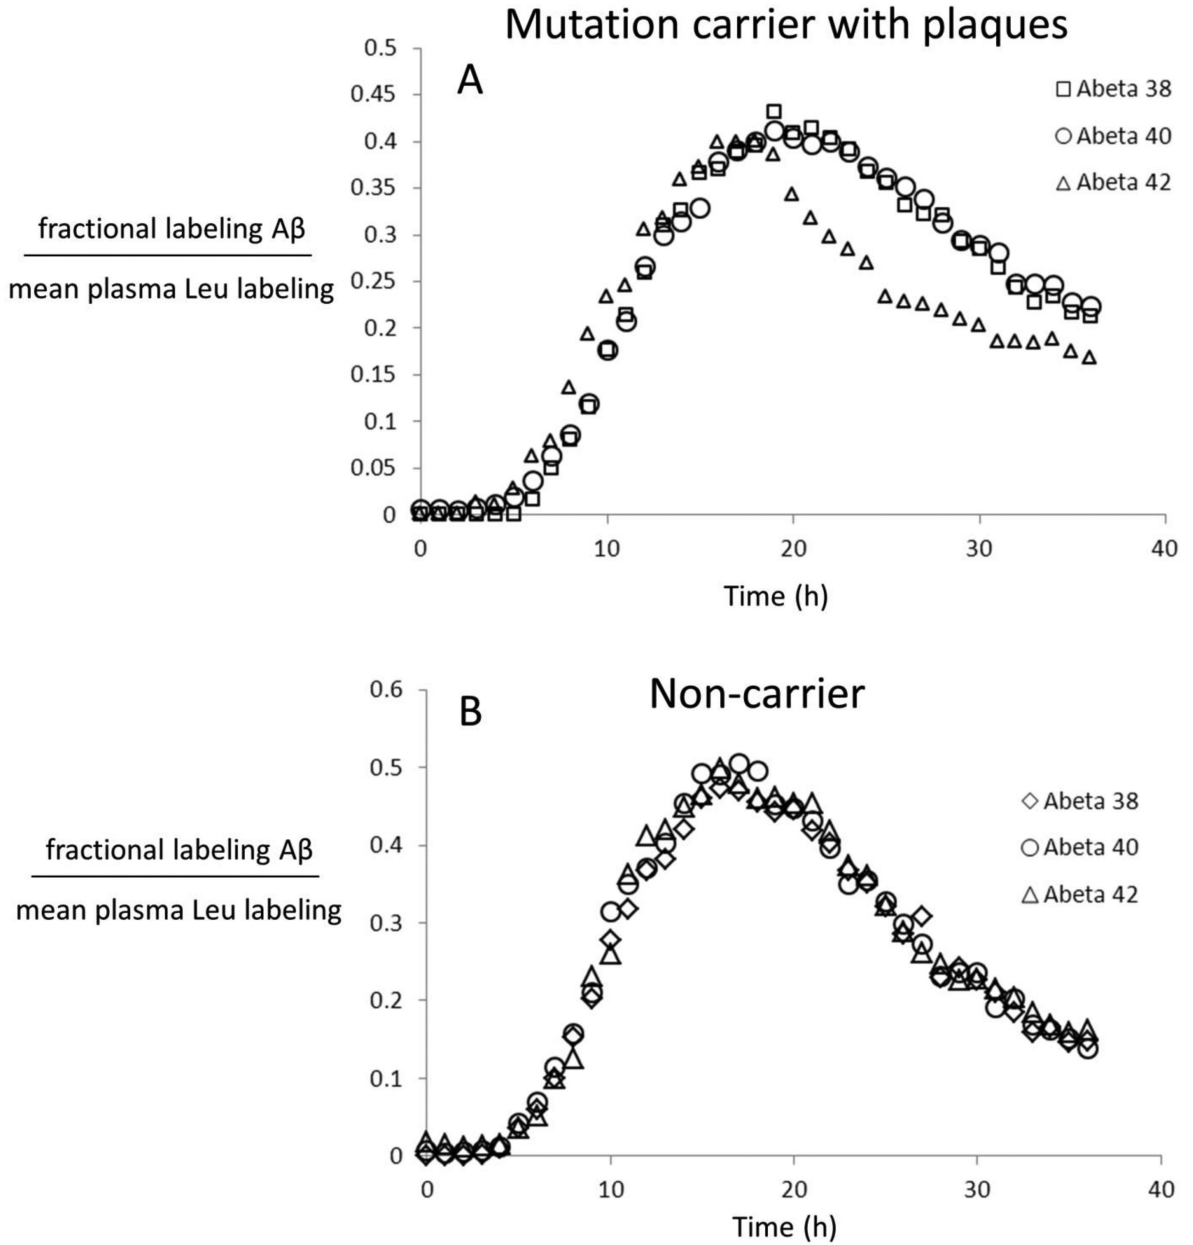 Mutation carrier with plaques
A
0.5
0.45
0.4
0.35
0.3
0.25
0.2
0.15
0.1
0.05
0
fractional labeling Aβ
mean plasma Leu labeling
Abeta 38
Abeta 40
Abeta 42
0 10 20 30 40
Time (h)
Non-carrier
B
0.6
0.5
0.4
0.3
0.2
0.1
0
fractional labeling Aβ
mean plasma Leu labeling
Abeta 38
Abeta 40
Abeta 42
0 10 20 30 40
Time (h)